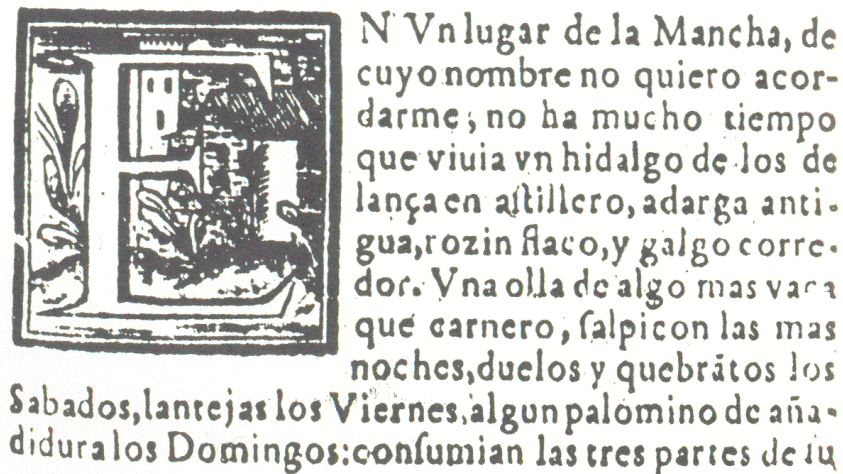 EN Vn lugar de la Mancha, de
cuyo nombre no quiero acor-
darme, no ha mucho tiempo
que viuia vn hidalgo de los de
lança en aſtillero, adarga anti-
gua, rozin flaco, y galgo corre-
dor. Vna olla de algo mas vaca
que carnero, ſalpicon las mas
noches, duelos y quebrãtos los
Sabados, lantejas los Viernes, algun palomino de aña-
didura los Domingos: conſumian las tres partes de ſu